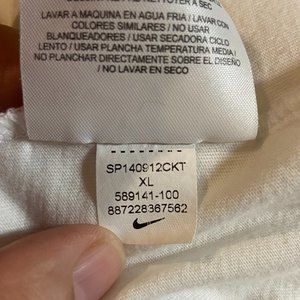 LAVAR A MAQUINA EN AGUA FRIA / LAVAR CON
COLORES SIMILARES / NO USAR
BLANQUEADORES / USAR SECADORA CICLO
LENTO / USAR PLANCHA TEMPERATURA MEDIA /
NO PLANCHAR DIRECTAMENTE SOBRE EL DISEÑO
/ NO LAVAR EN SECO
SP140912CKT
XL
589141-100
887228367562